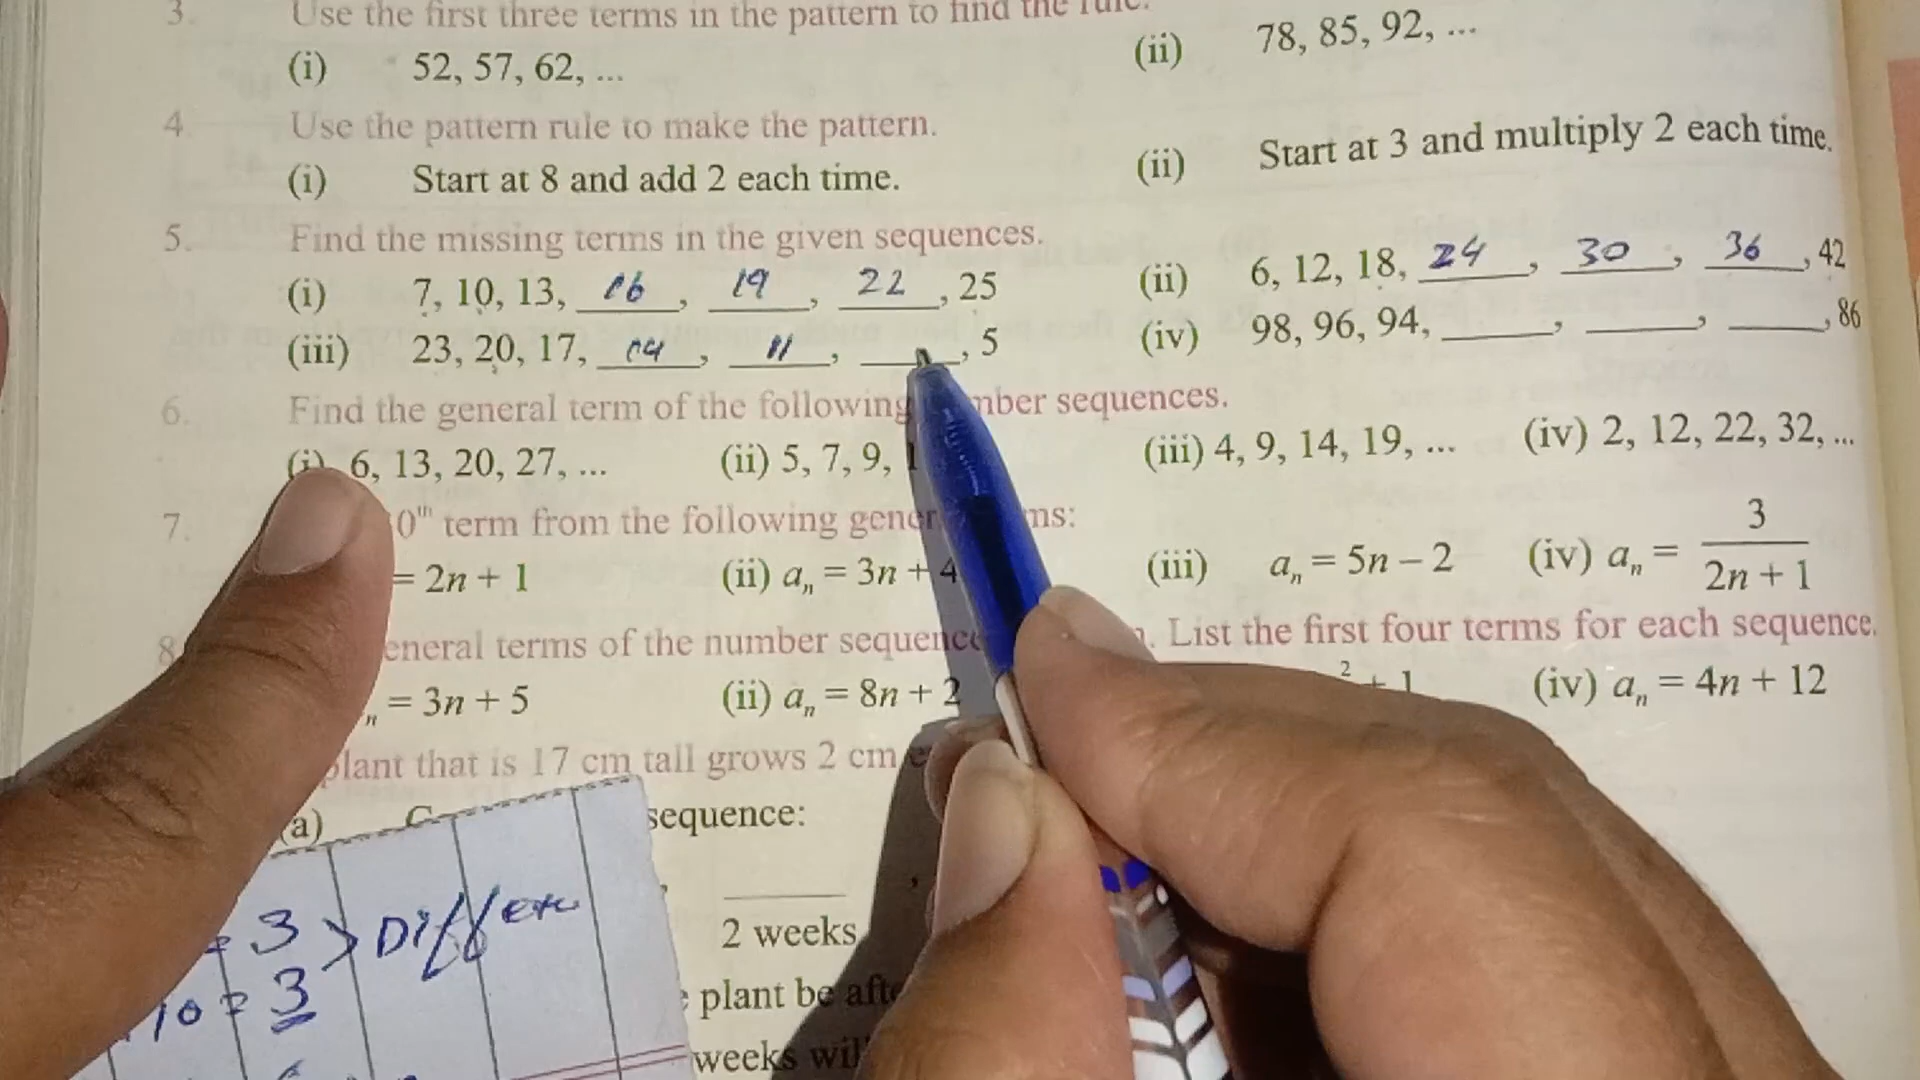 3. Use the first three terms in the pattern to find the rule.
(i) 52, 57, 62, ... (ii) 78, 85, 92, ...
4. Use the pattern rule to make the pattern.
(i) Start at 8 and add 2 each time. (ii) Start at 3 and multiply 2 each time.
5. Find the missing terms in the given sequences.
(i) 7, 10, 13, 16, 19, 22, 25 (ii) 6, 12, 18, 24, 30, 36, 42
(iii) 23, 20, 17, 14, 11, ____, 5 (iv) 98, 96, 94, ____, ____, ____, 86
6. Find the general term of the following sequences.
(i) 6, 13, 20, 27, ... (ii) 5, 7, 9, (iii) 4, 9, 14, 19, ... (iv) 2, 12, 22, 32, ...
7. term from the following
= 2n + 1 (ii) aₙ = 3n + 4 (iii) aₙ = 5n – 2 (iv) aₙ = 3/(2n + 1)
8 terms of the number List the first four terms for each sequence.
ₙ = 3n + 5 (ii) aₙ = 8n + 2 ² + 1 (iv) aₙ = 4n + 12
plant that is 17 cm tall grows 2 cm
(a) sequence:
2 weeks
plant be
weeks
= 3 > Differ
10 = 3